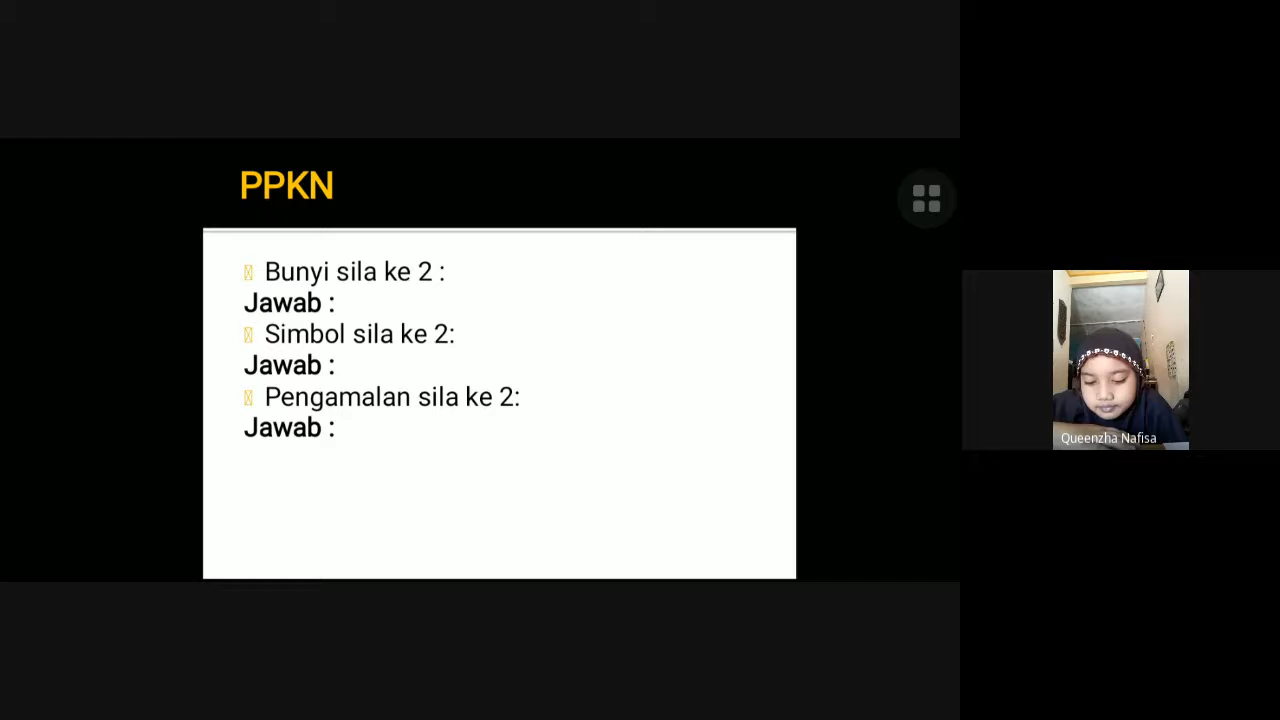 PPKN
Bunyi sila ke 2 :
Jawab :
Simbol sila ke 2:
Jawab :
Pengamalan sila ke 2:
Jawab :
Queenzha Nafisa